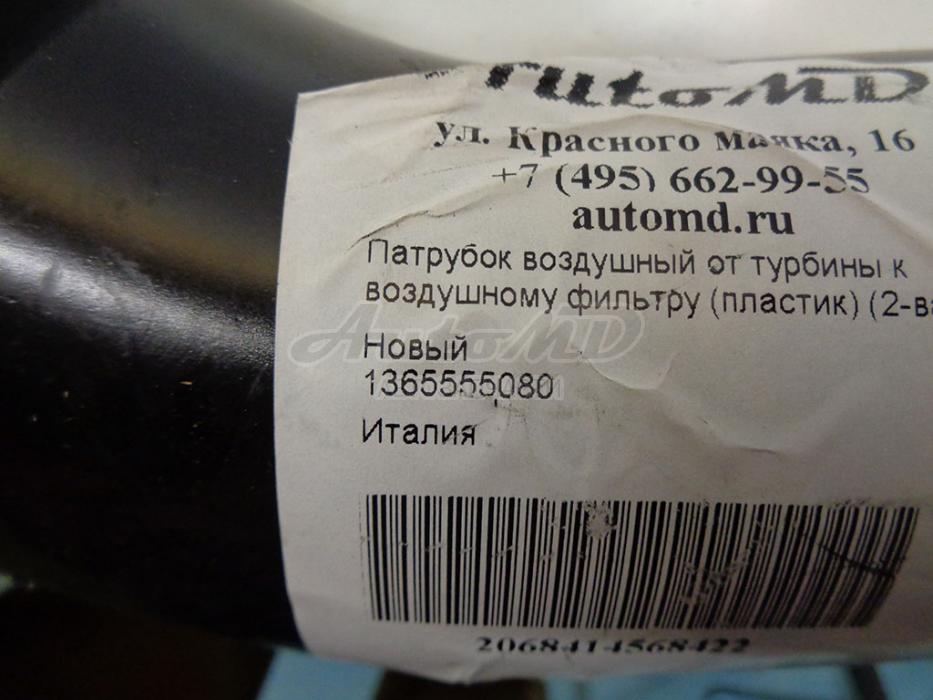 AutoMD
ул. Красного Маяка, 16
+7 (495) 662-99-55
automd.ru
Патрубок воздушный от турбины к
воздушному фильтру (пластик) (2-ва
Новый
1365555080
Италия
2068414568422
AutoMD